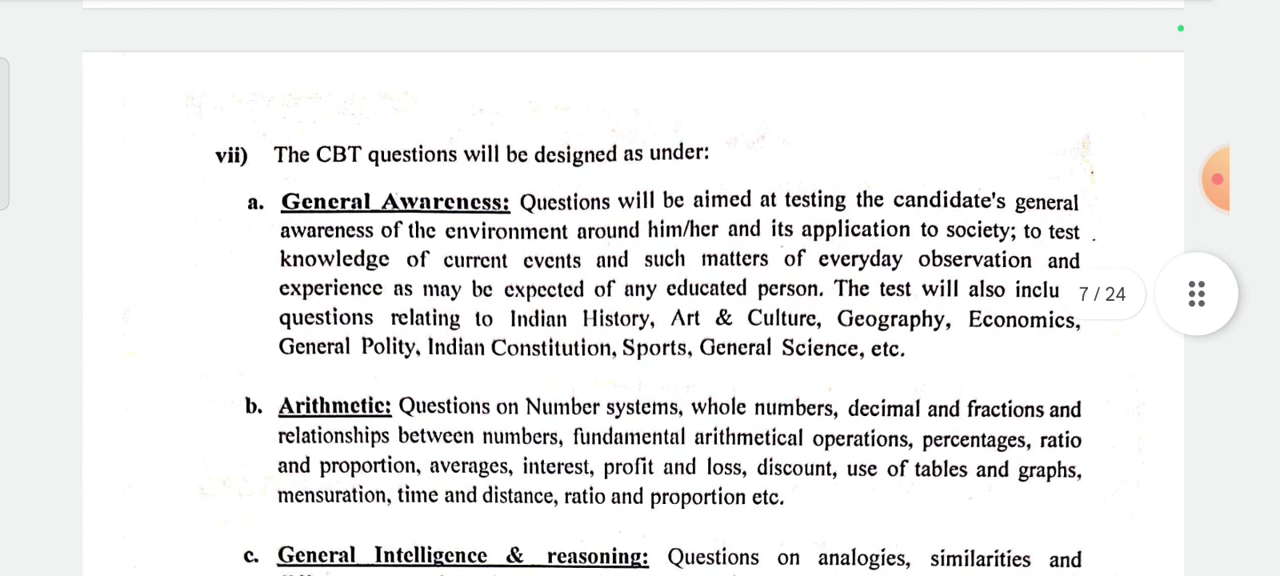 vii) The CBT questions will be designed as under:
a. General Awareness: Questions will be aimed at testing the candidate's general
awareness of the environment around him/her and its application to society; to test
knowledge of current events and such matters of everyday observation and
experience as may be expected of any educated person. The test will also inclu
7 / 24
questions relating to Indian History, Art & Culture, Geography, Economics,
General Polity, Indian Constitution, Sports, General Science, etc.
b. Arithmetic: Questions on Number systems, whole numbers, decimal and fractions and
relationships between numbers, fundamental arithmetical operations, percentages, ratio
and proportion, averages, interest, profit and loss, discount, use of tables and graphs,
mensuration, time and distance, ratio and proportion etc.
c. General Intelligence & reasoning: Questions on analogies, similarities and